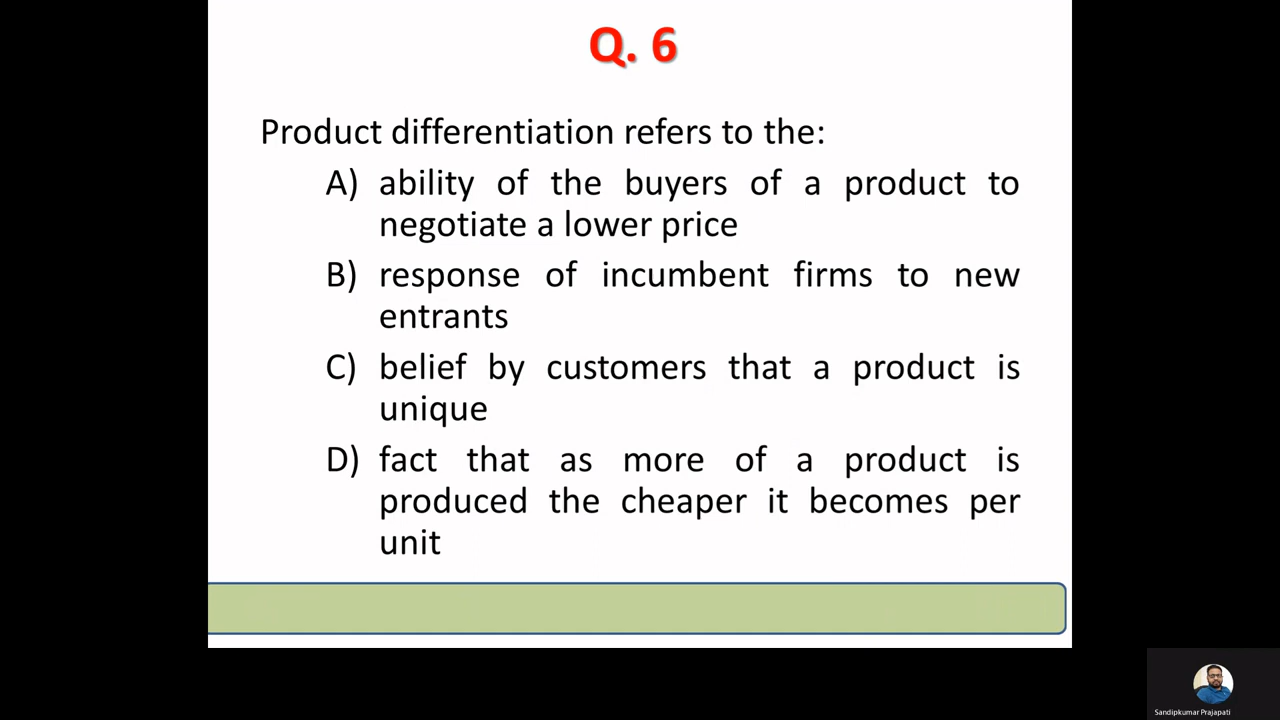 Q. 6
Product differentiation refers to the:
A) ability of the buyers of a product to
negotiate a lower price
B) response of incumbent firms to new
entrants
C) belief by customers that a product is
unique
D) fact that as more of a product is
produced the cheaper it becomes per
unit
Sandipkumar Prajapati